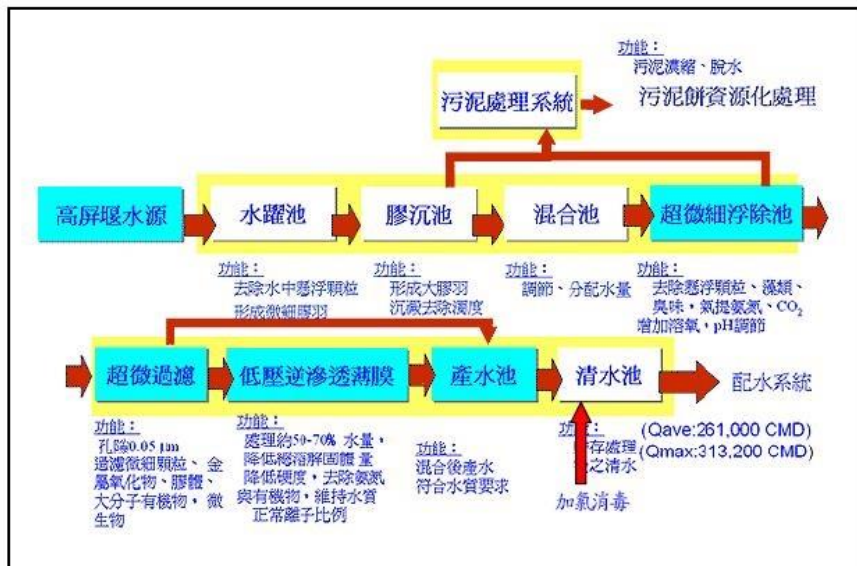 功能：
污泥濃縮、脫水
污泥處理系統
污泥餅資源化處理
高屏堰水源
水躍池
膠沉池
混合池
超微細浮除池
功能：
去除水中懸浮顆粒
形成微細膠羽
功能：
形成大膠羽
沉澱去除濁度
功能：
調節、分配水量
功能：
去除懸浮顆粒、藻類、
臭味，氣提氨氮、CO₂
增加溶氧，pH調節
超微過濾
低壓逆滲透薄膜
產水池
清水池
配水系統
功能：
孔隙0.05 μm
過濾微細顆粒、金
屬氧化物、膠體、
大分子有機物，微
生物
功能：
處理約50-70% 水量，
降低總溶解固體量
降低硬度，去除氨氮
與有機物，維持水質
正常離子比例
功能：
混合後產水
符合水質要求
功能：
存處理
之清水
(Qave:261,000 CMD)
(Qmax:313,200 CMD)
加氯消毒